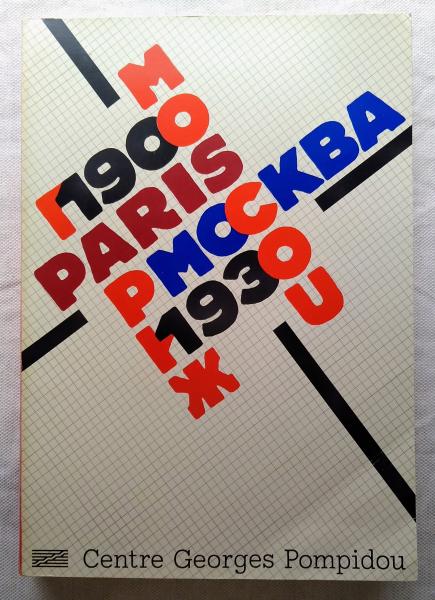 1900
PARIS
МОСКВА
1930
MOSCOU
ПАРИЖ
Centre Georges Pompidou